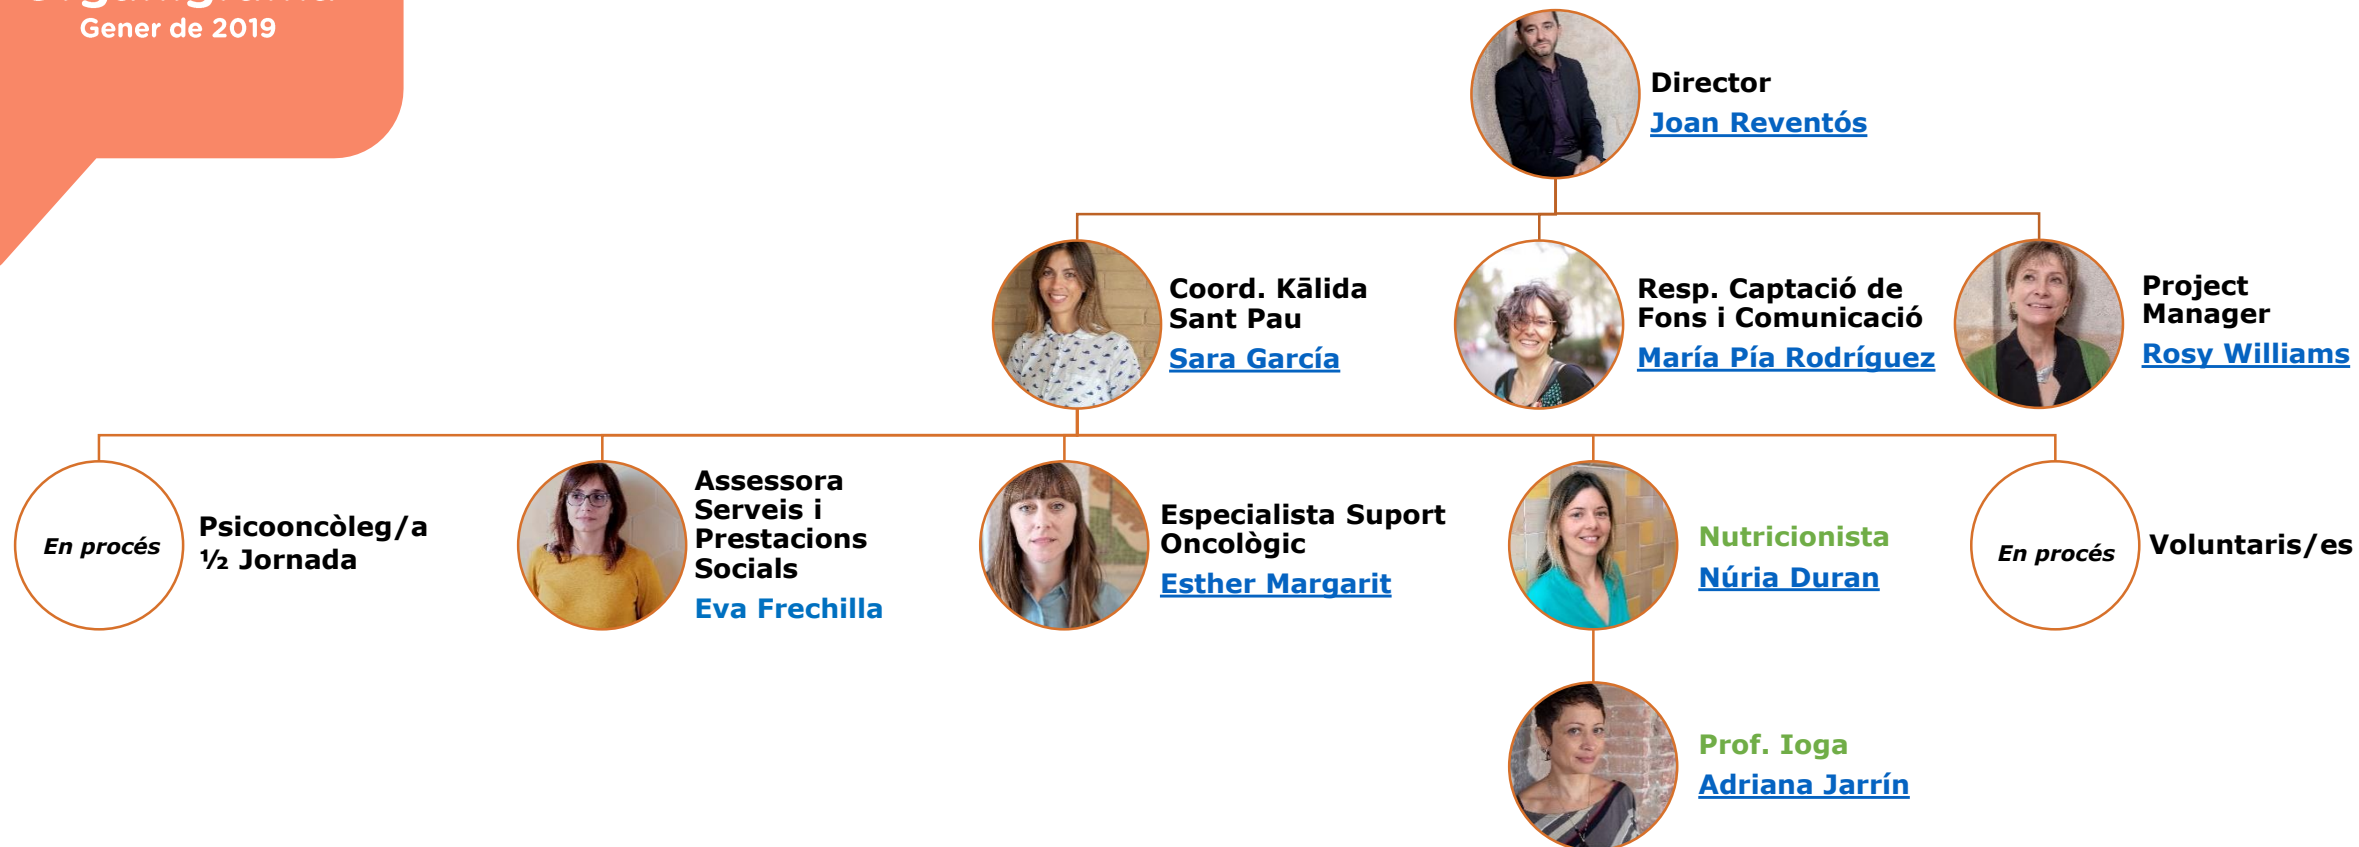 Gener de 2019
Director
Joan Reventós
Coord. Kālida
Sant Pau
Sara García
Resp. Captació de
Fons i Comunicació
María Pía Rodríguez
Project
Manager
Rosy Williams
En procés
Psicooncòleg/a
½ Jornada
Assessora
Serveis i
Prestacions
Socials
Eva Frechilla
Especialista Suport
Oncològic
Esther Margarit
Nutricionista
Núria Duran
En procés
Voluntaris/es
Prof. Ioga
Adriana Jarrín